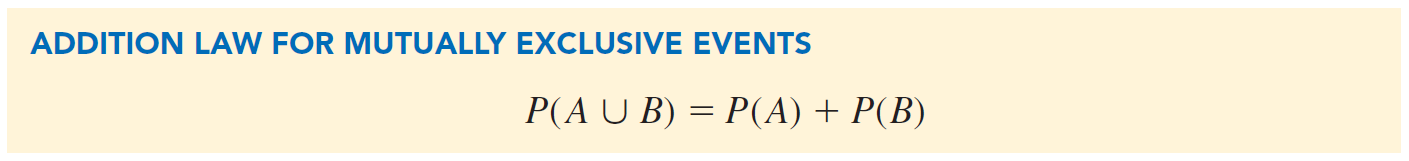 ADDITION LAW FOR MUTUALLY EXCLUSIVE EVENTS
P(A ∪ B) = P(A) + P(B)